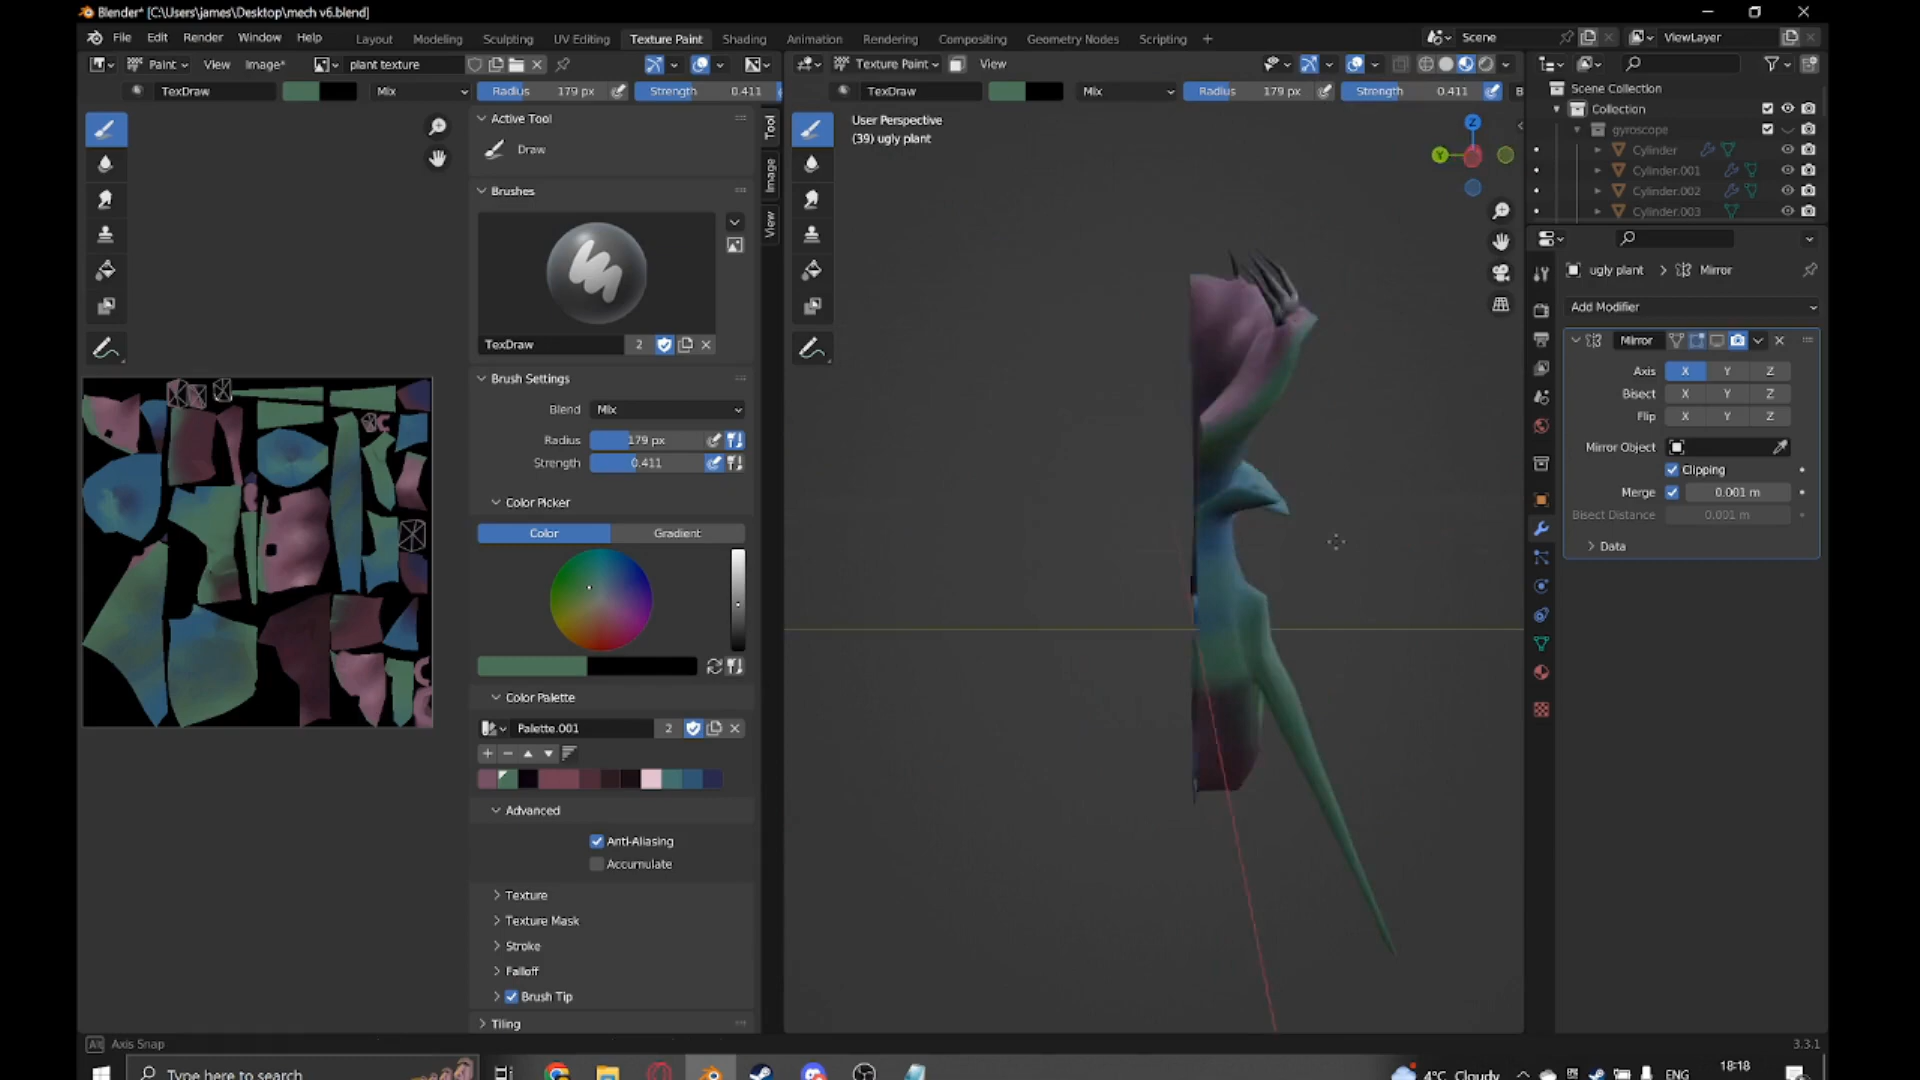 Blender* [C:\Users\james\Desktop\mech v6.blend]
File Edit Render Window Help
Layout Modeling Sculpting UV Editing Texture Paint Shading Animation Rendering Compositing Geometry Nodes Scripting +
Scene ViewLayer
Paint View Image* plant texture
Texture Paint View
TexDraw Mix Radius 179 px Strength 0.411
TexDraw Mix Radius 179 px Strength 0.411 B
Active Tool
Draw
Brushes
TexDraw 2
Brush Settings
Blend Mix
Radius 179 px
Strength 0.411
Color Picker
Color Gradient
Color Palette
Palette.001 2
Advanced
Anti-Aliasing
Accumulate
Texture
Texture Mask
Stroke
Falloff
Brush Tip
Tiling
Tool
Image
View
User Perspective
(39) ugly plant
Z
Y
Scene Collection
Collection
gyroscope
Cylinder
Cylinder.001
Cylinder.002
Cylinder.003
ugly plant > Mirror
Add Modifier
Mirror
Axis X Y Z
Bisect X Y Z
Flip X Y Z
Mirror Object
Clipping
Merge 0.001 m
Bisect Distance 0.001 m
Data
Alt Axis Snap
3.3.1
Type here to search
4°C Cloudy
ENG
18:18